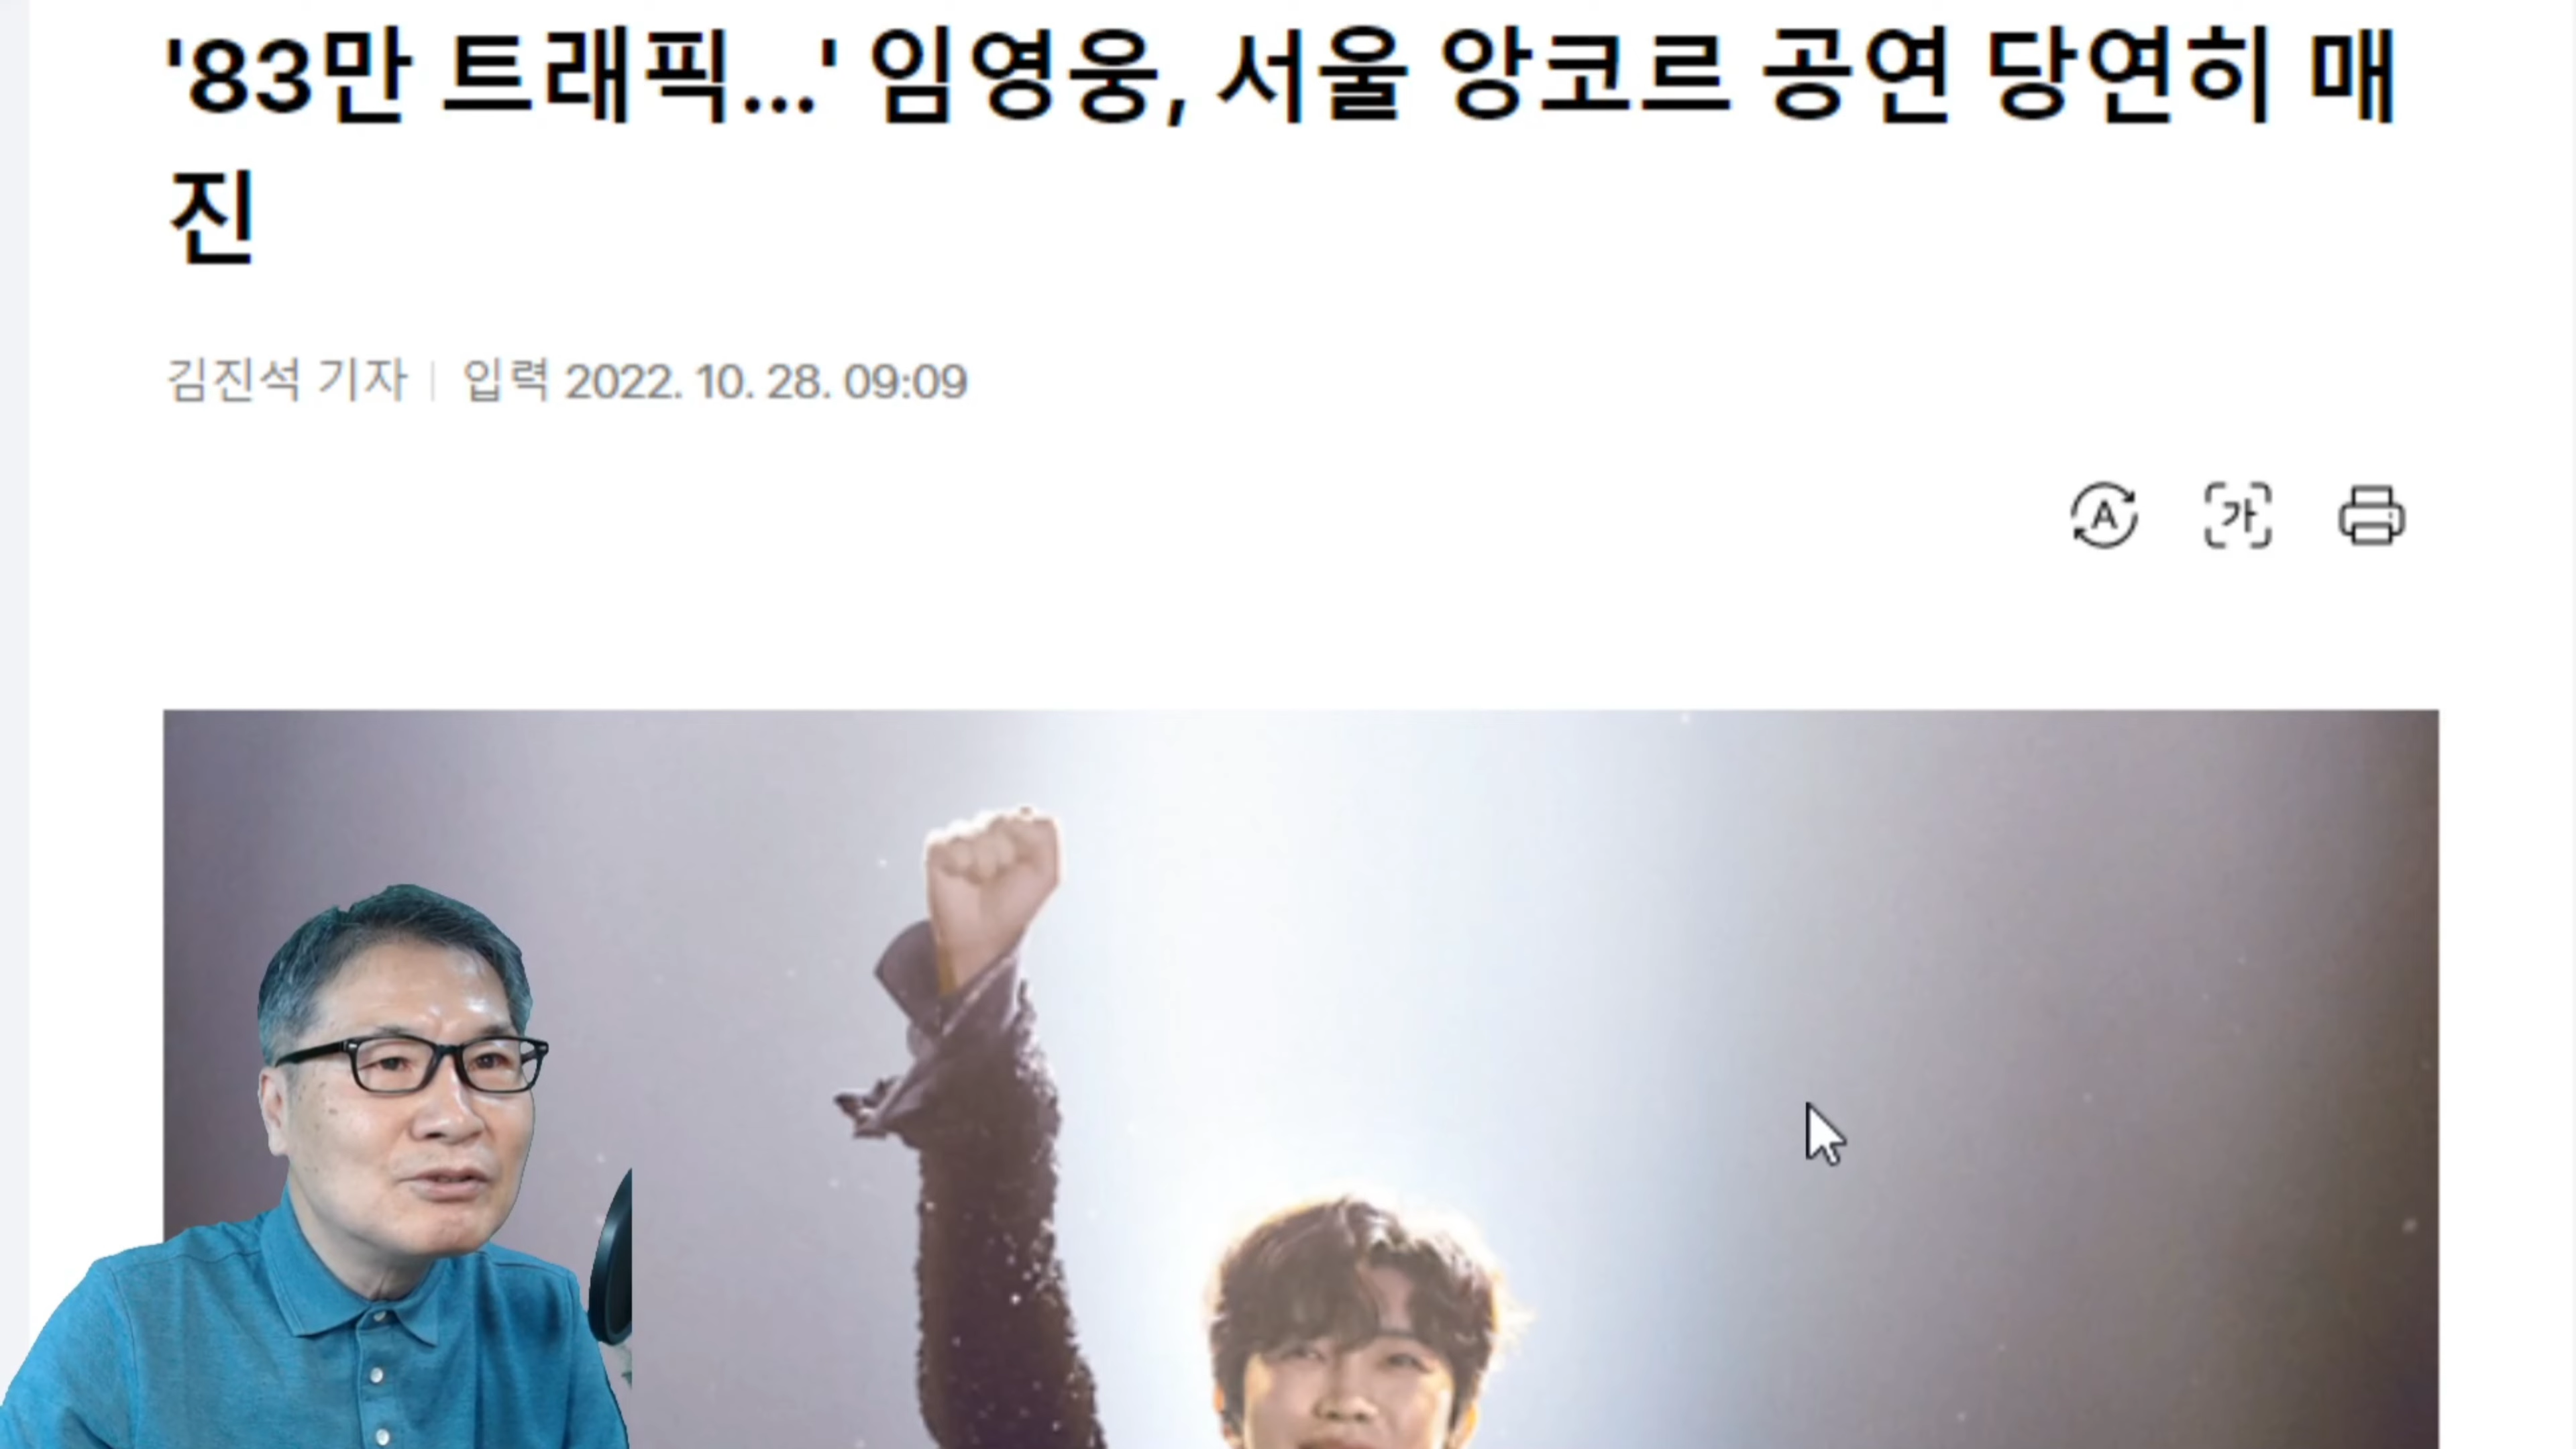 '83만 트래픽...' 임영웅, 서울 앙코르 공연 당연히 매
진
김진석 기자 | 입력 2022. 10. 28. 09:09
A 가